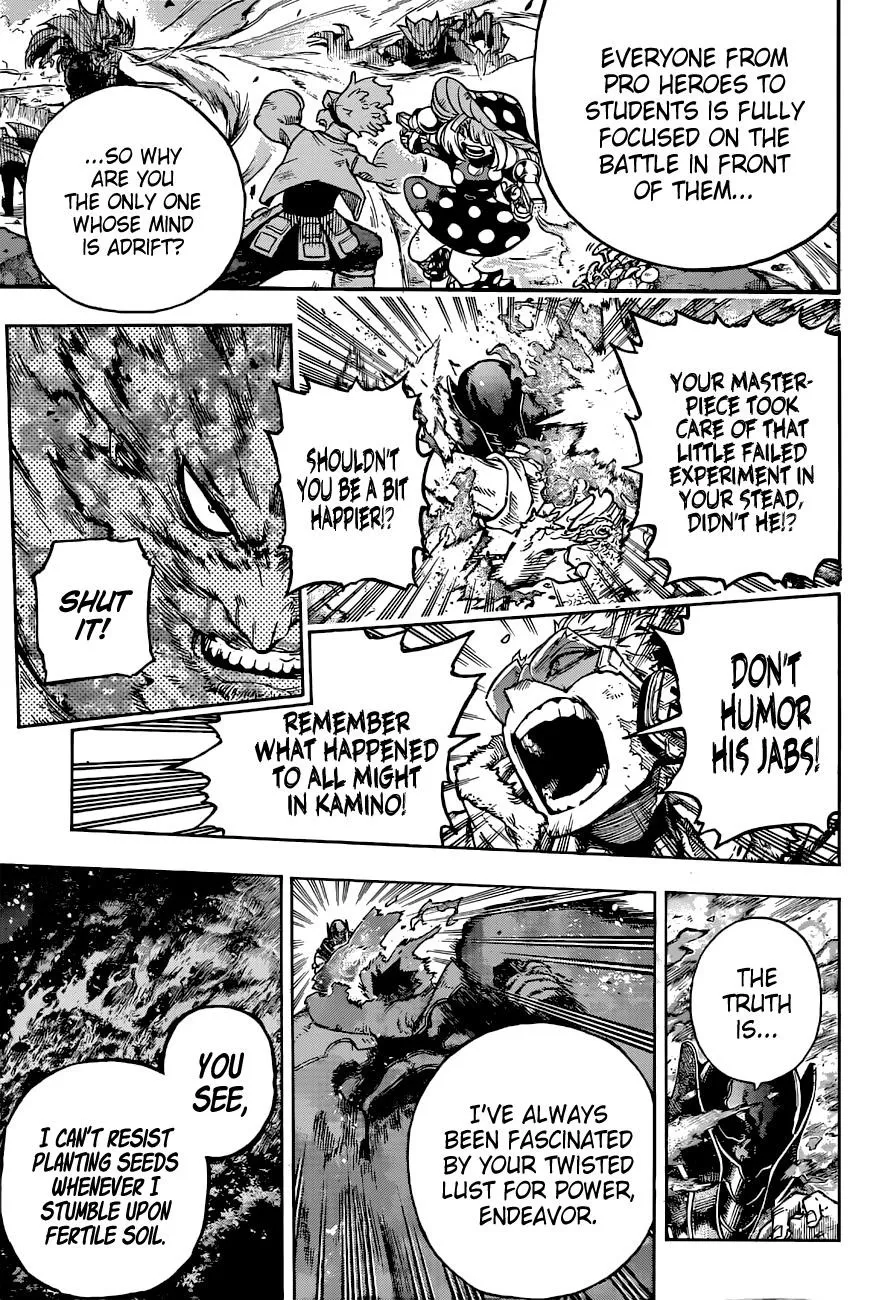 EVERYONE FROM
PRO HEROES TO
STUDENTS IS FULLY
FOCUSED ON THE
BATTLE IN FRONT
OF THEM...
...SO WHY
ARE YOU
THE ONLY ONE
WHOSE MIND
IS ADRIFT?
YOUR MASTER-
PIECE TOOK
CARE OF THAT
LITTLE FAILED
EXPERIMENT IN
YOUR STEAD,
DIDN'T HE!?
SHOULDN'T
YOU BE A BIT
HAPPIER!?
SHUT
IT!
DON'T
HUMOR
HIS JABS!
REMEMBER
WHAT HAPPENED
TO ALL MIGHT
IN KAMINO!
THE
TRUTH
IS...
I'VE ALWAYS
BEEN FASCINATED
BY YOUR TWISTED
LUST FOR POWER,
ENDEAVOR.
YOU
SEE,
I CAN'T RESIST
PLANTING SEEDS
WHENEVER I
STUMBLE UPON
FERTILE SOIL.